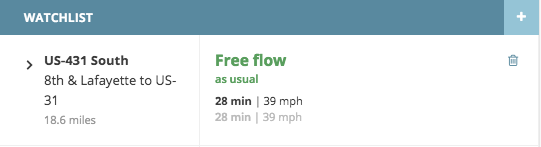 WATCHLIST
+
US-431 South
8th & Lafayette to US-
31
18.6 miles
Free flow
as usual
28 min | 39 mph
28 min | 39 mph